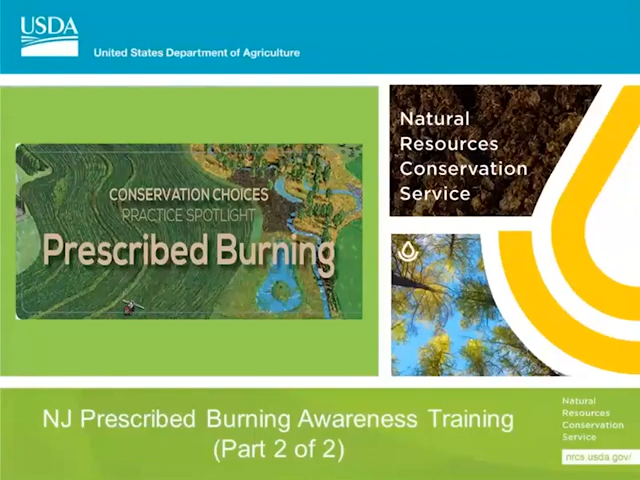 USDA
United States Department of Agriculture
Natural
Resources
Conservation
Service
CONSERVATION CHOICES
PRACTICE SPOTLIGHT
Prescribed Burning
NJ Prescribed Burning Awareness Training
(Part 2 of 2)
Natural
Resources
Conservation
Service
nrcs.usda.gov/